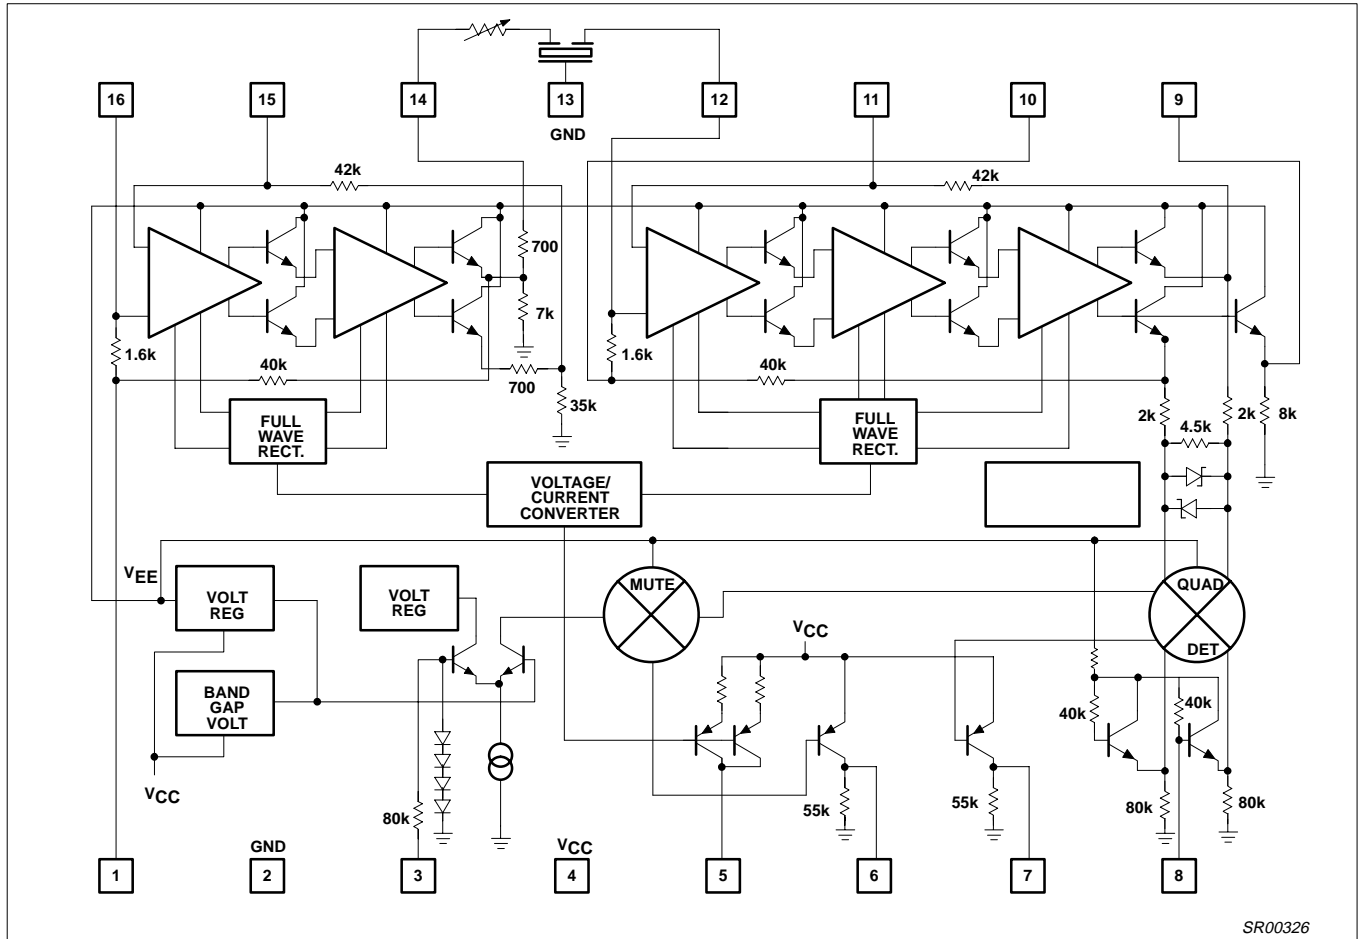 16
15
14
13
12
11
10
9
GND
42k
42k
700
7k
1.6k
40k
700
35k
1.6k
40k
2k
2k
8k
4.5k
FULL
WAVE
RECT.
FULL
WAVE
RECT.
VOLTAGE/
CURRENT
CONVERTER
VEE
VOLT
REG
VOLT
REG
MUTE
QUAD
DET
VCC
BAND
GAP
VOLT
VCC
40k
40k
80k
55k
55k
80k
80k
GND
VCC
1
2
3
4
5
6
7
8
SR00326